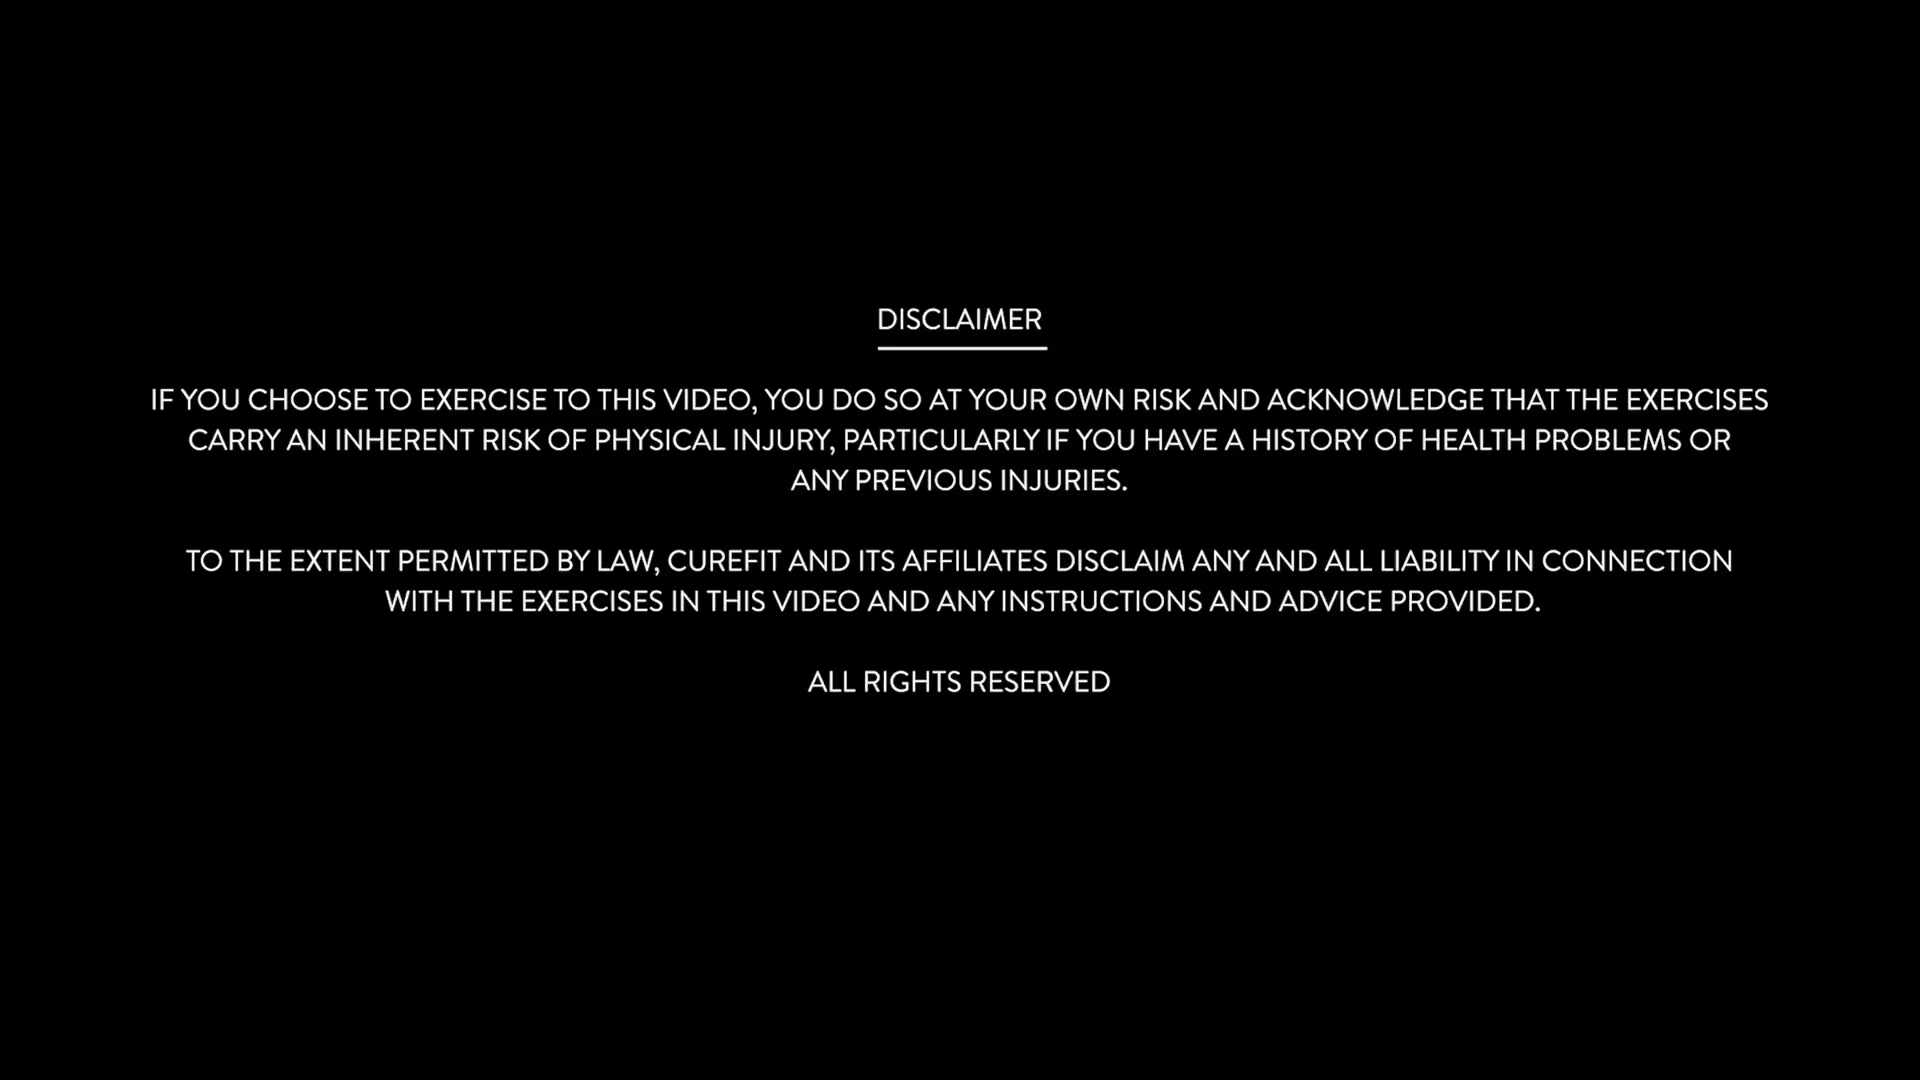 DISCLAIMER
IF YOU CHOOSE TO EXERCISE TO THIS VIDEO, YOU DO SO AT YOUR OWN RISK AND ACKNOWLEDGE THAT THE EXERCISES
CARRY AN INHERENT RISK OF PHYSICAL INJURY, PARTICULARLY IF YOU HAVE A HISTORY OF HEALTH PROBLEMS OR
ANY PREVIOUS INJURIES.
TO THE EXTENT PERMITTED BY LAW, CUREFIT AND ITS AFFILIATES DISCLAIM ANY AND ALL LIABILITY IN CONNECTION
WITH THE EXERCISES IN THIS VIDEO AND ANY INSTRUCTIONS AND ADVICE PROVIDED.
ALL RIGHTS RESERVED